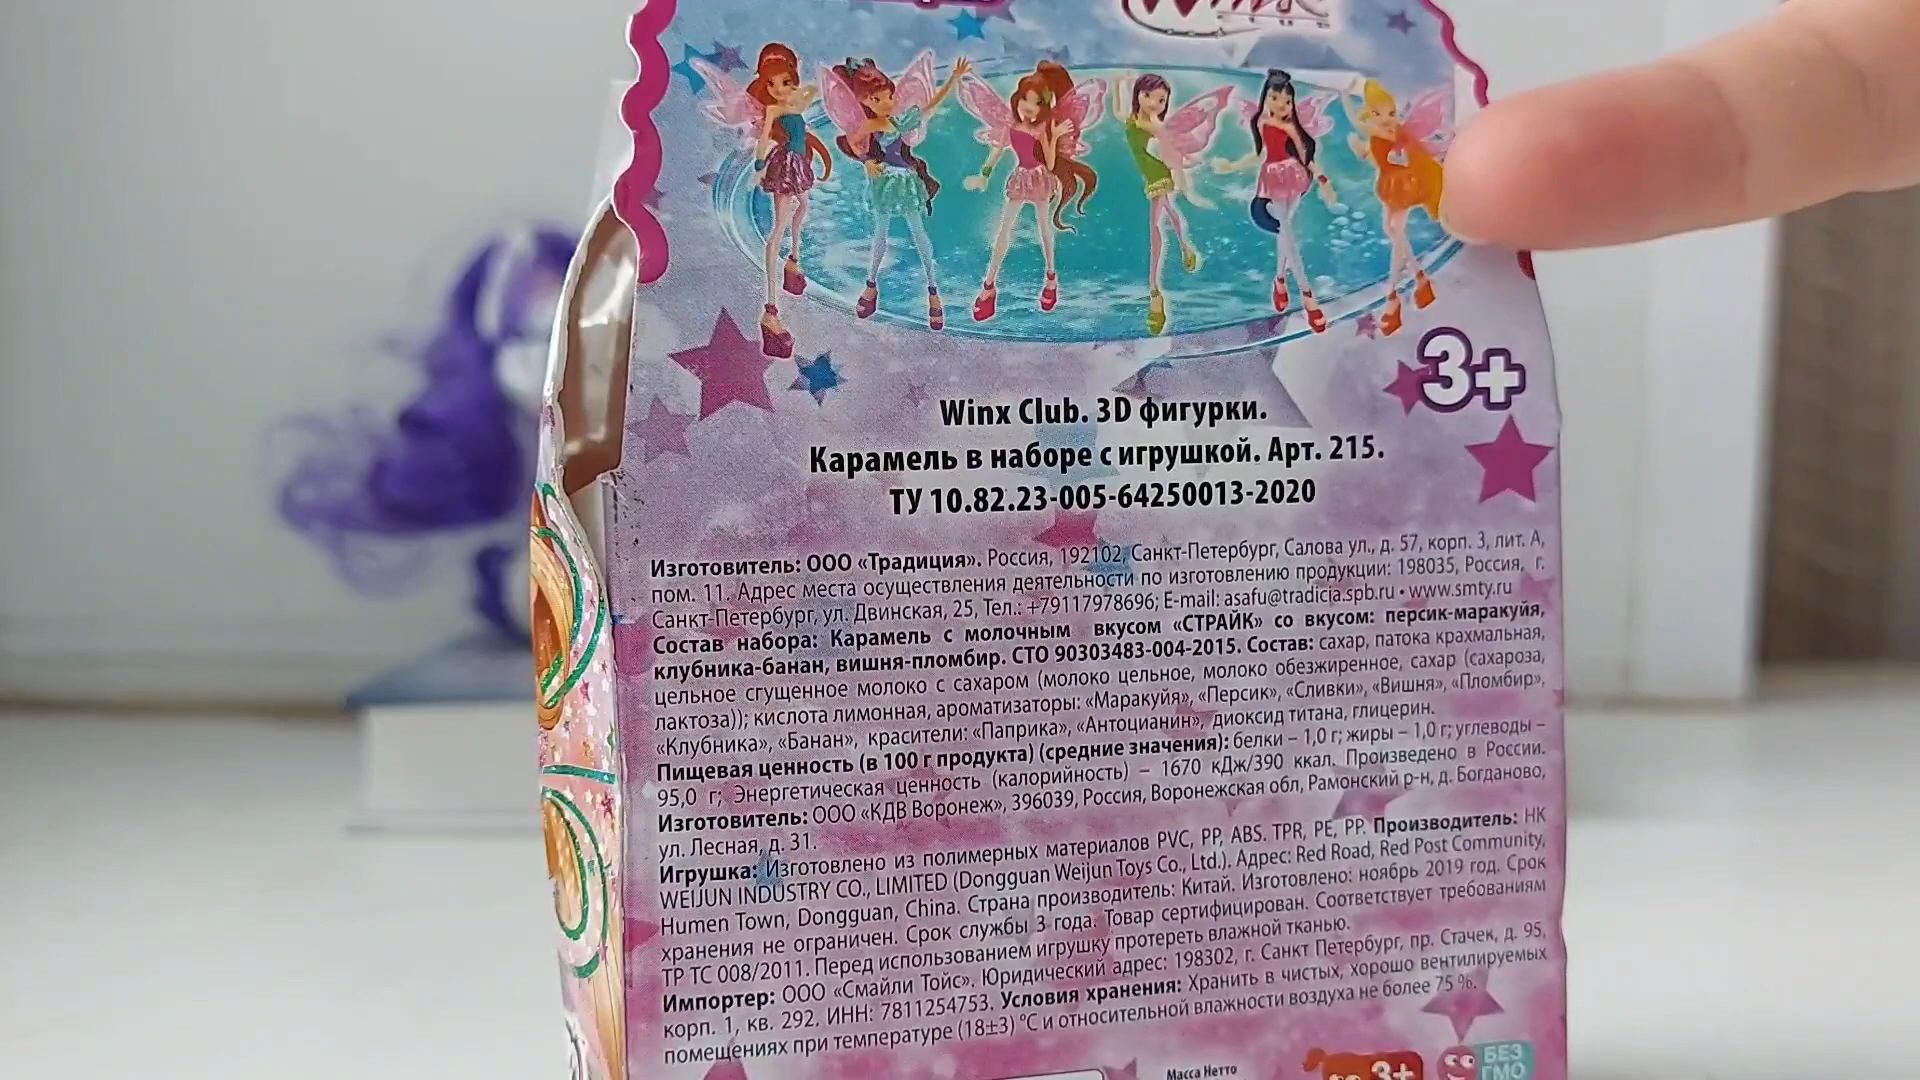 Winx
CLUB
3+
Winx Club. 3D фигурки.
Карамель в наборе с игрушкой. Арт. 215.
ТУ 10.82.23-005-64250013-2020
Изготовитель: ООО «Традиция». Россия, 192102, Санкт-Петербург, Салова ул., д. 57, корп. 3, лит. А,
пом. 11. Адрес места осуществления деятельности по изготовлению продукции: 198035, Россия, г.
Санкт-Петербург, ул. Двинская, 25, Тел.: +79117978696; E-mail: asafu@tradicia.spb.ru • www.smty.ru
Состав набора: Карамель с молочным вкусом «СТРАЙК» со вкусом: персик-маракуйя,
клубника-банан, вишня-пломбир. СТО 90303483-004-2015. Состав: сахар, патока крахмальная,
цельное сгущенное молоко с сахаром (молоко цельное, молоко обезжиренное, сахар (сахароза,
лактоза)); кислота лимонная, ароматизаторы: «Маракуйя», «Персик», «Сливки», «Вишня», «Пломбир»,
«Клубника», «Банан», красители: «Паприка», «Антоцианин», диоксид титана, глицерин.
Пищевая ценность (в 100 г продукта) (средние значения): белки – 1,0 г; жиры – 1,0 г; углеводы –
95,0 г; Энергетическая ценность (калорийность) – 1670 кДж/390 ккал. Произведено в России.
Изготовитель: ООО «КДВ Воронеж», 396039, Россия, Воронежская обл, Рамонский р-н, д. Богданово,
ул. Лесная, д. 31.
Игрушка: Изготовлено из полимерных материалов PVC, PP, ABS. TPR, PE, PP. Производитель: HK
WEIJUN INDUSTRY CO., LIMITED (Dongguan Weijun Toys Co., Ltd.). Адрес: Red Road, Red Post Community,
Humen Town, Dongguan, China. Страна производитель: Китай. Изготовлено: ноябрь 2019 год. Срок
хранения не ограничен. Срок службы 3 года. Товар сертифицирован. Соответствует требованиям
ТР ТС 008/2011. Перед использованием игрушку протереть влажной тканью.
Импортер: ООО «Смайли Тойс». Юридический адрес: 198302, г. Санкт Петербург, пр. Стачек, д. 95,
корп. 1, кв. 292. ИНН: 7811254753. Условия хранения: Хранить в чистых, хорошо вентилируемых
помещениях при температуре (18±3) °С и относительной влажности воздуха не более 75 %.
Масса Нетто
3+
БЕЗ
ГМО